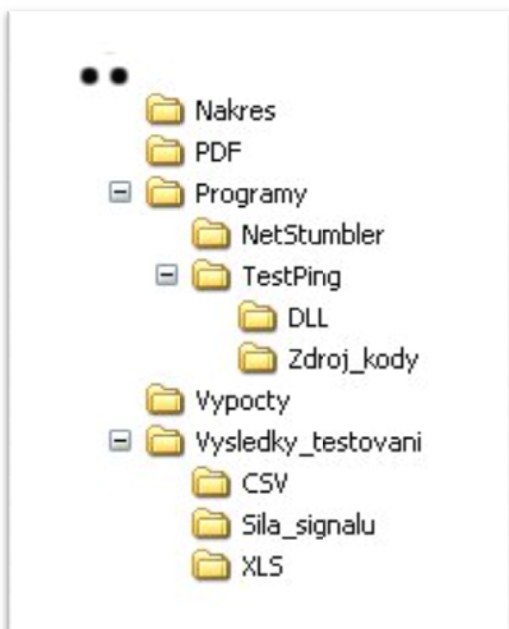 ..
Nakres
PDF
Programy
NetStumbler
TestPing
DLL
Zdroj_kody
Vypocty
Vysledky_testovani
CSV
Sila_signalu
XLS